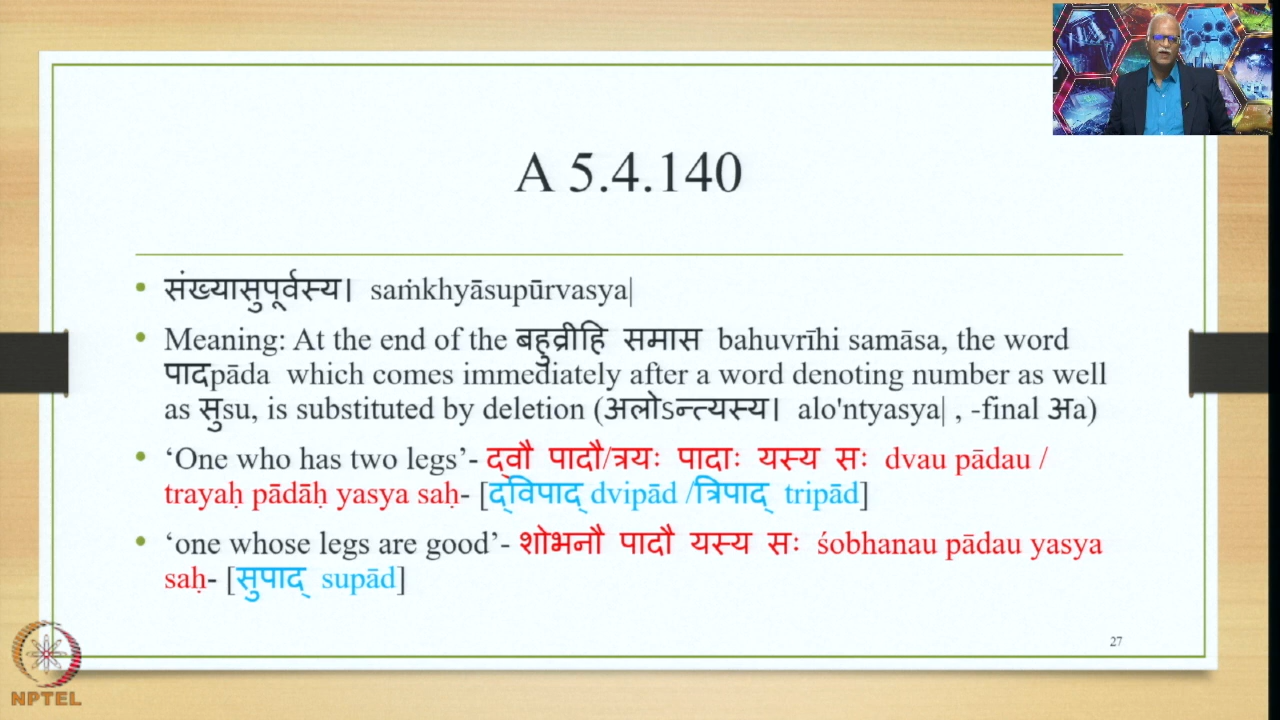 A 5.4.140
संख्यासुपूर्वस्य। saṁkhyāsupūrvasya|
Meaning: At the end of the बहुव्रीहि समास bahuvrīhi samāsa, the word
पादpāda which comes immediately after a word denoting number as well
as सुsu, is substituted by deletion (अलोऽन्त्यस्य। alo'ntyasya| , -final अa)
‘One who has two legs’- द्वौ पादौ/त्रयः पादाः यस्य सः dvau pādau /
trayaḥ pādāḥ yasya saḥ- [द्विपाद् dvipād /त्रिपाद् tripād]
‘one whose legs are good’- शोभनौ पादौ यस्य सः śobhanau pādau yasya
saḥ- [सुपाद् supād]
27
NPTEL